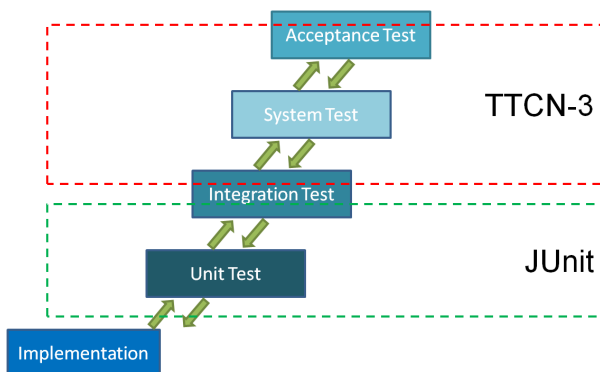 Acceptance Test
System Test
TTCN-3
Integration Test
Unit Test
JUnit
Implementation